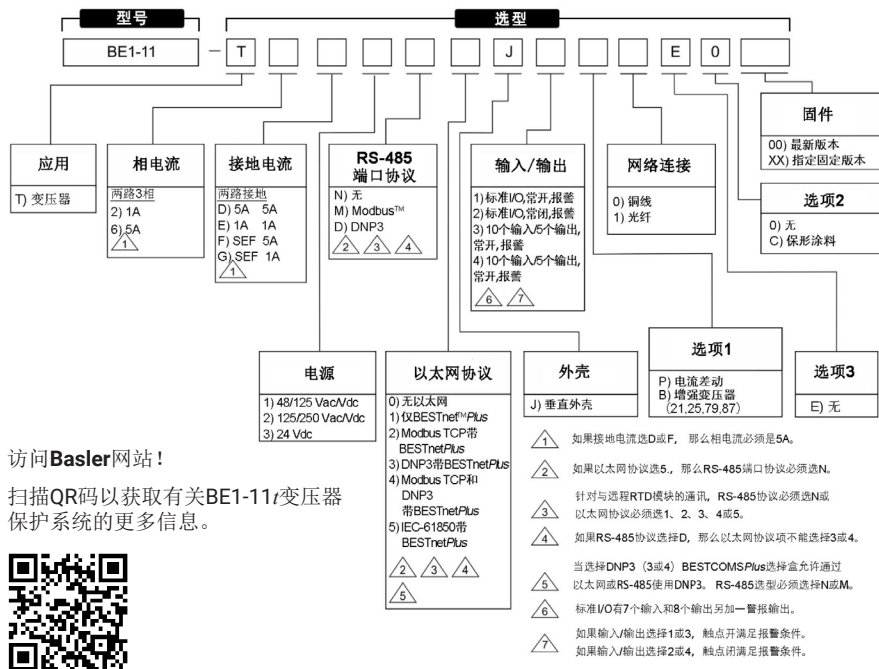 型号
选型
BE1-11
–
T
J
E
0
应用
T) 变压器
相电流
两路3相
2) 1A
6) 5A
1
接地电流
两路接地
D) 5A 5A
E) 1A 1A
F) SEF 5A
G) SEF 1A
1
RS-485
端口协议
N) 无
M) Modbus™
D) DNP3
2 3 4
输入/输出
1)标准I/O,常开,报警
2)标准I/O,常闭,报警
3)10个输入/5个输出,
常开,报警
4)10个输入/5个输出,
常开,报警
6 7
网络连接
0) 铜线
1) 光纤
固件
00) 最新版本
XX) 指定固定版本
选项2
0) 无
C) 保形涂料
电源
1) 48/125 Vac/Vdc
2) 125/250 Vac/Vdc
3) 24 Vdc
以太网协议
0)无以太网
1)仅BESTnet™Plus
2)Modbus TCP带
BESTnetPlus
3)DNP3带BESTnetPlus
4)Modbus TCP和
DNP3
带BESTnetPlus
5)IEC-61850带
BESTnetPlus
2 3 4
5
外壳
J) 垂直外壳
选项1
P) 电流差动
B) 增强变压器
(21,25,79,87)
选项3
E) 无
访问Basler网站!
扫描QR码以获取有关BE1-11t变压器
保护系统的更多信息。
1 如果接地电流选D或F，那么相电流必须是5A。
2 如果以太网协议选5.，那么RS-485端口协议必须选N。
3 针对与远程RTD模块的通讯，RS-485协议必须选N或
以太网协议必须选1、2、3、4或5。
4 如果RS-485协议选择D，那么以太网协议项不能选择3或4。
5 当选择DNP3（3或4）BESTCOMSPlus选择盒允许通过
以太网或RS-485使用DNP3。 RS-485选型必须选择N或M。
6 标准I/O有7个输入和8个输出另加一警报输出。
7 如果输入/输出选择1或3，触点开满足报警条件。
如果输入/输出选择2或4，触点闭满足报警条件。